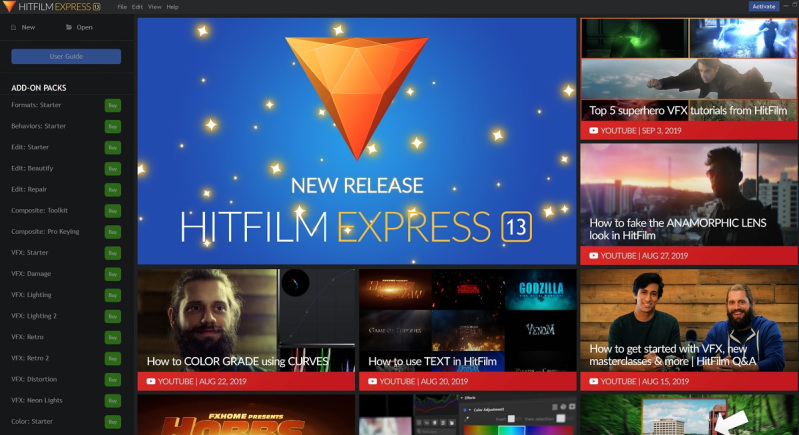 HITFILM EXPRESS 13
File Edit View Help
Activate
New Open
User Guide
ADD-ON PACKS
Formats: Starter Buy
Behaviors: Starter Buy
Edit: Starter Buy
Edit: Beautify Buy
Edit: Repair Buy
Composite: Toolkit Buy
Composite: Pro Keying Buy
VFX: Starter Buy
VFX: Damage Buy
VFX: Lighting Buy
VFX: Lighting 2 Buy
VFX: Retro Buy
VFX: Retro 2 Buy
VFX: Distortion Buy
VFX: Neon Lights Buy
Color: Starter Buy
NEW RELEASE
HITFILM EXPRESS 13
Top 5 superhero VFX tutorials from HitFilm
YOUTUBE | SEP 3, 2019
How to fake the ANAMORPHIC LENS
look in HitFilm
YOUTUBE | AUG 27, 2019
How to COLOR GRADE using CURVES
YOUTUBE | AUG 22, 2019
GODZILLA
VENOM
How to use TEXT in HitFilm
YOUTUBE | AUG 20, 2019
How to get started with VFX, new
masterclasses & more | HitFilm Q&A
YOUTUBE | AUG 15, 2019
FXHOME PRESENTS
HOBBS
Effects
Color Adjustment